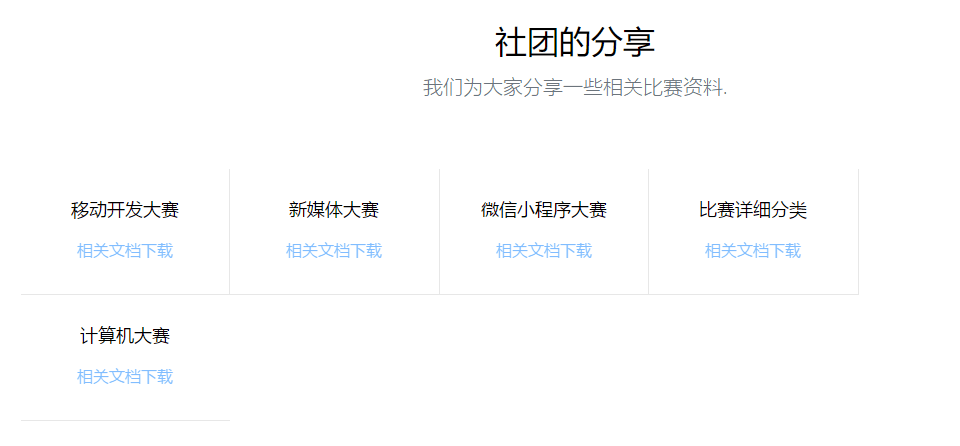 社团的分享
我们为大家分享一些相关比赛资料.
移动开发大赛
相关文档下载
新媒体大赛
相关文档下载
微信小程序大赛
相关文档下载
比赛详细分类
相关文档下载
计算机大赛
相关文档下载